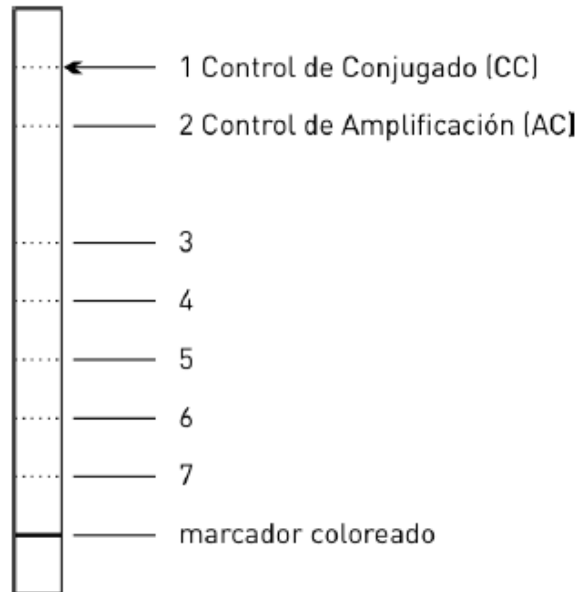 1 Control de Conjugado (CC)
2 Control de Amplificación (AC)
3
4
5
6
7
marcador coloreado